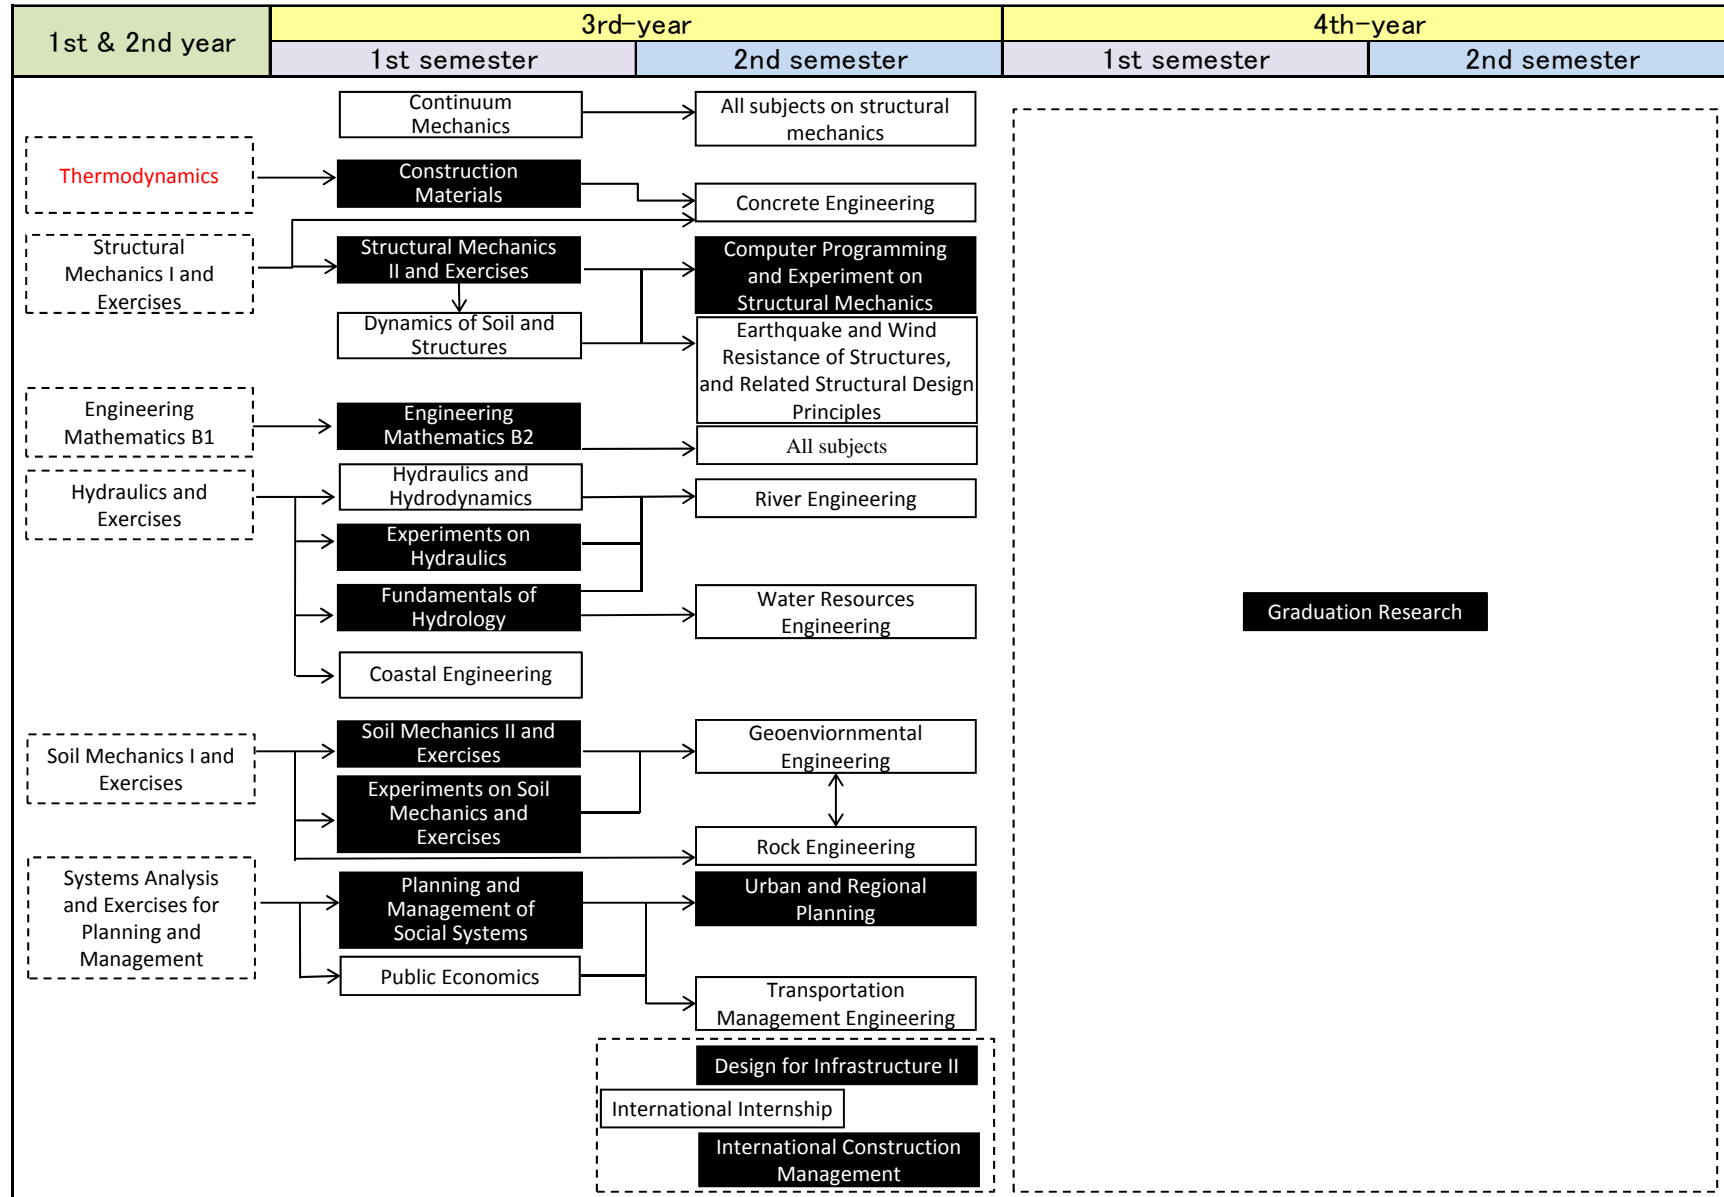 1st & 2nd year
3rd-year
4th-year
1st semester
2nd semester
1st semester
2nd semester
Thermodynamics
Structural
Mechanics I and
Exercises
Engineering
Mathematics B1
Hydraulics and
Exercises
Soil Mechanics I and
Exercises
Systems Analysis
and Exercises for
Planning and
Management
Continuum
Mechanics
Construction
Materials
Structural Mechanics
II and Exercises
Dynamics of Soil and
Structures
Engineering
Mathematics B2
Hydraulics and
Hydrodynamics
Experiments on
Hydraulics
Fundamentals of
Hydrology
Coastal Engineering
Soil Mechanics II and
Exercises
Experiments on Soil
Mechanics and
Exercises
Planning and
Management of
Social Systems
Public Economics
All subjects on structural
mechanics
Concrete Engineering
Computer Programming
and Experiment on
Structural Mechanics
Earthquake and Wind
Resistance of Structures,
and Related Structural Design
Principles
All subjects
River Engineering
Water Resources
Engineering
Geoenviornmental
Engineering
Rock Engineering
Urban and Regional
Planning
Transportation
Management Engineering
Design for Infrastructure II
International Internship
International Construction
Management
Graduation Research